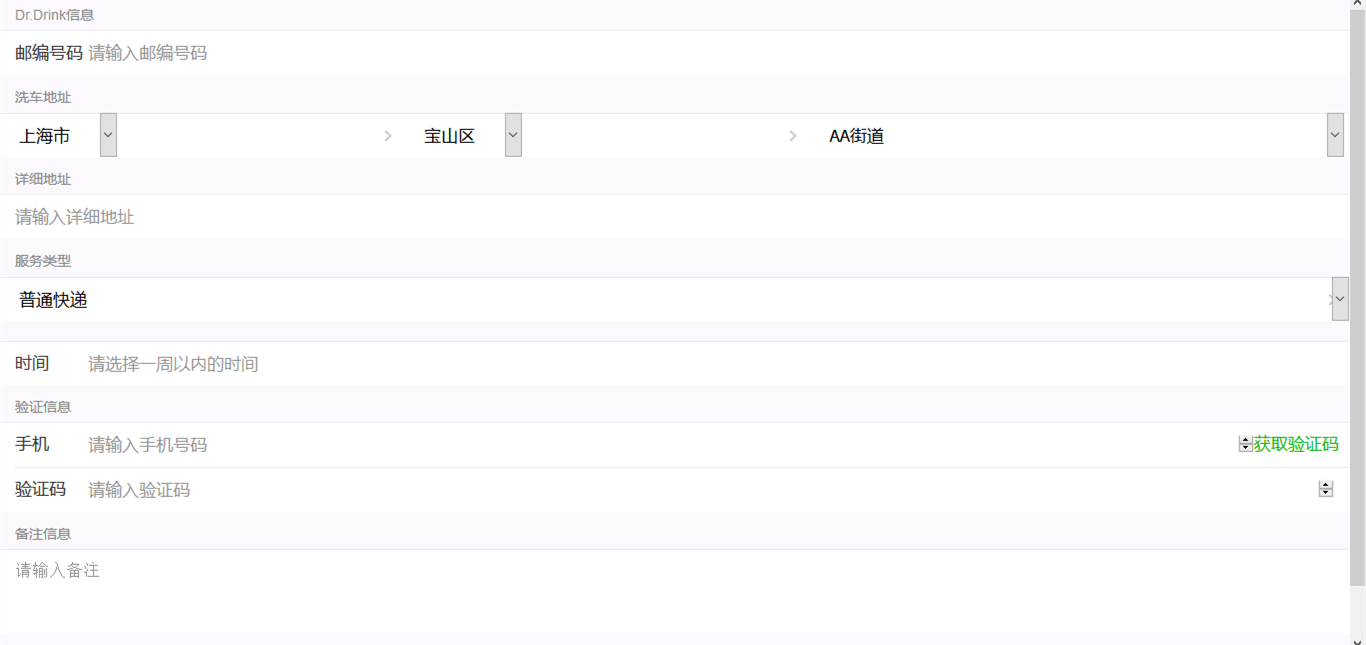 Dr.Drink信息
邮编号码 请输入邮编号码
洗车地址
上海市 宝山区 AA街道
详细地址
请输入详细地址
服务类型
普通快递
时间 请选择一周以内的时间
验证信息
手机 请输入手机号码 获取验证码
验证码 请输入验证码
备注信息
请输入备注